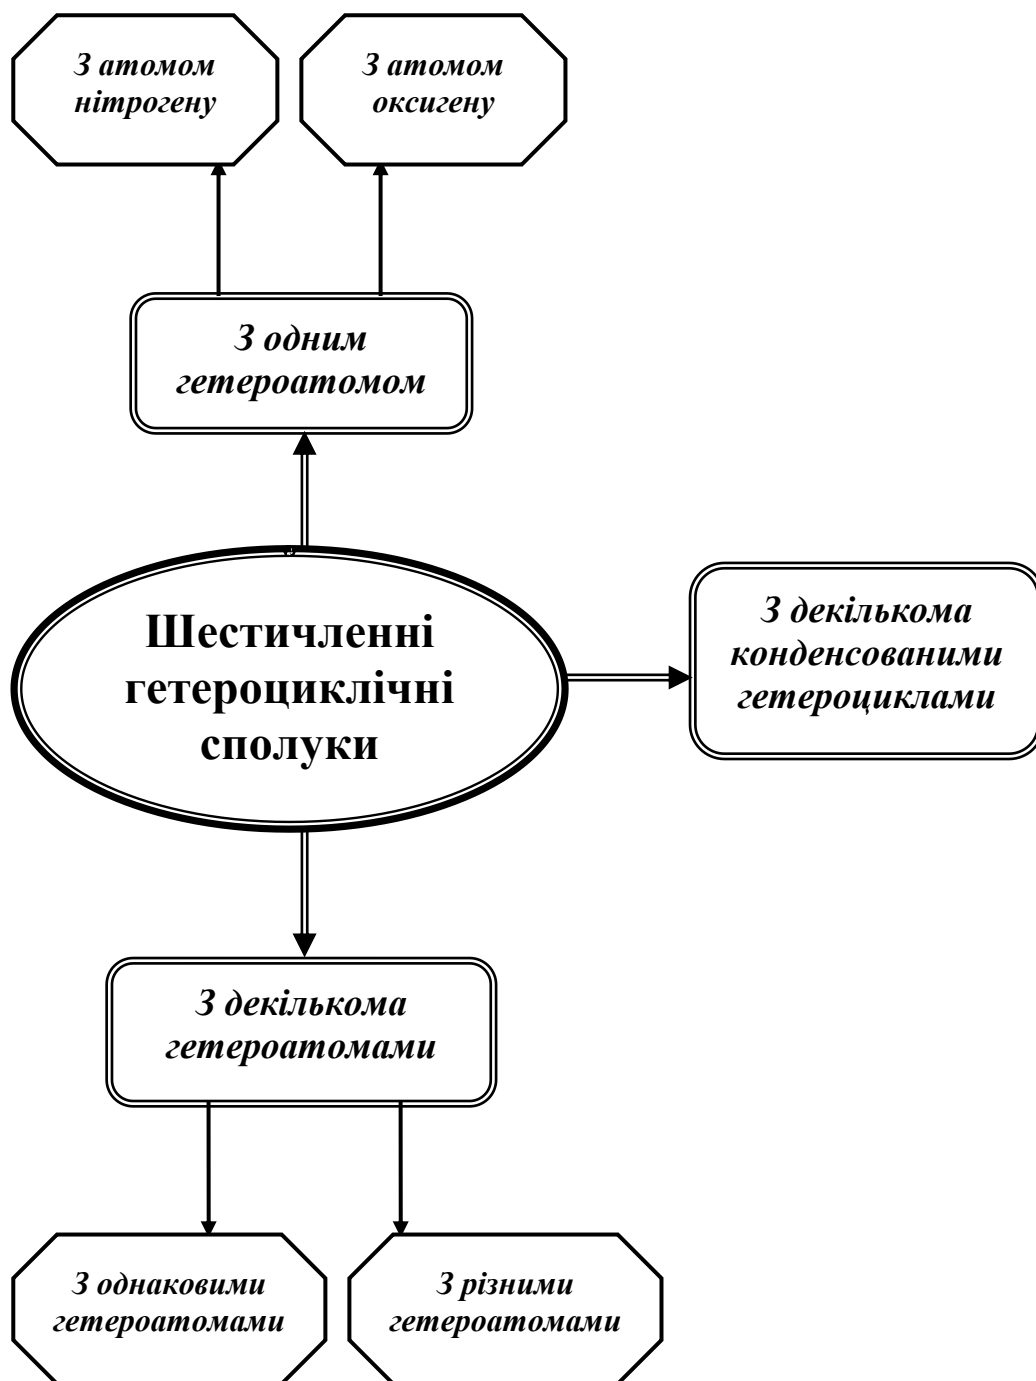 З атомом
нітрогену
З атомом
оксигену
З одним
гетероатомом
Шестичленні
гетероциклічні
сполуки
З декількома
конденсованими
гетероциклами
З декількома
гетероатомами
З однаковими
гетероатомами
З різними
гетероатомами